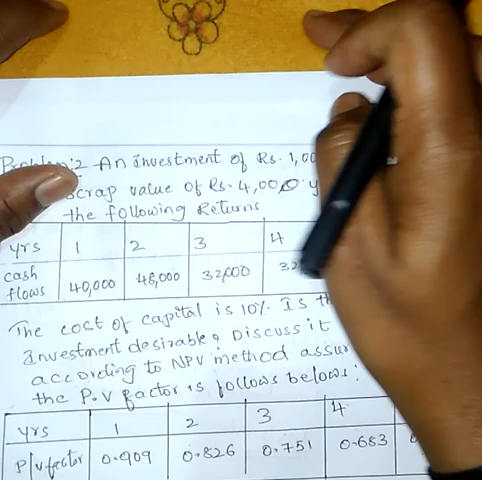 Problem:2 An investment of Rs. 1,00
Scrap value of Rs. 4,000 y
the following Returns
yrs 1 2 3 4
cash flows 40,000 48,000 32,000 32
The cost of capital is 10%. Is th
investment desirable, Discuss it
according to NPV method assu
the P.V factor is follows below:
yrs 1 2 3 4
P/v factor 0.909 0.826 0.751 0.683